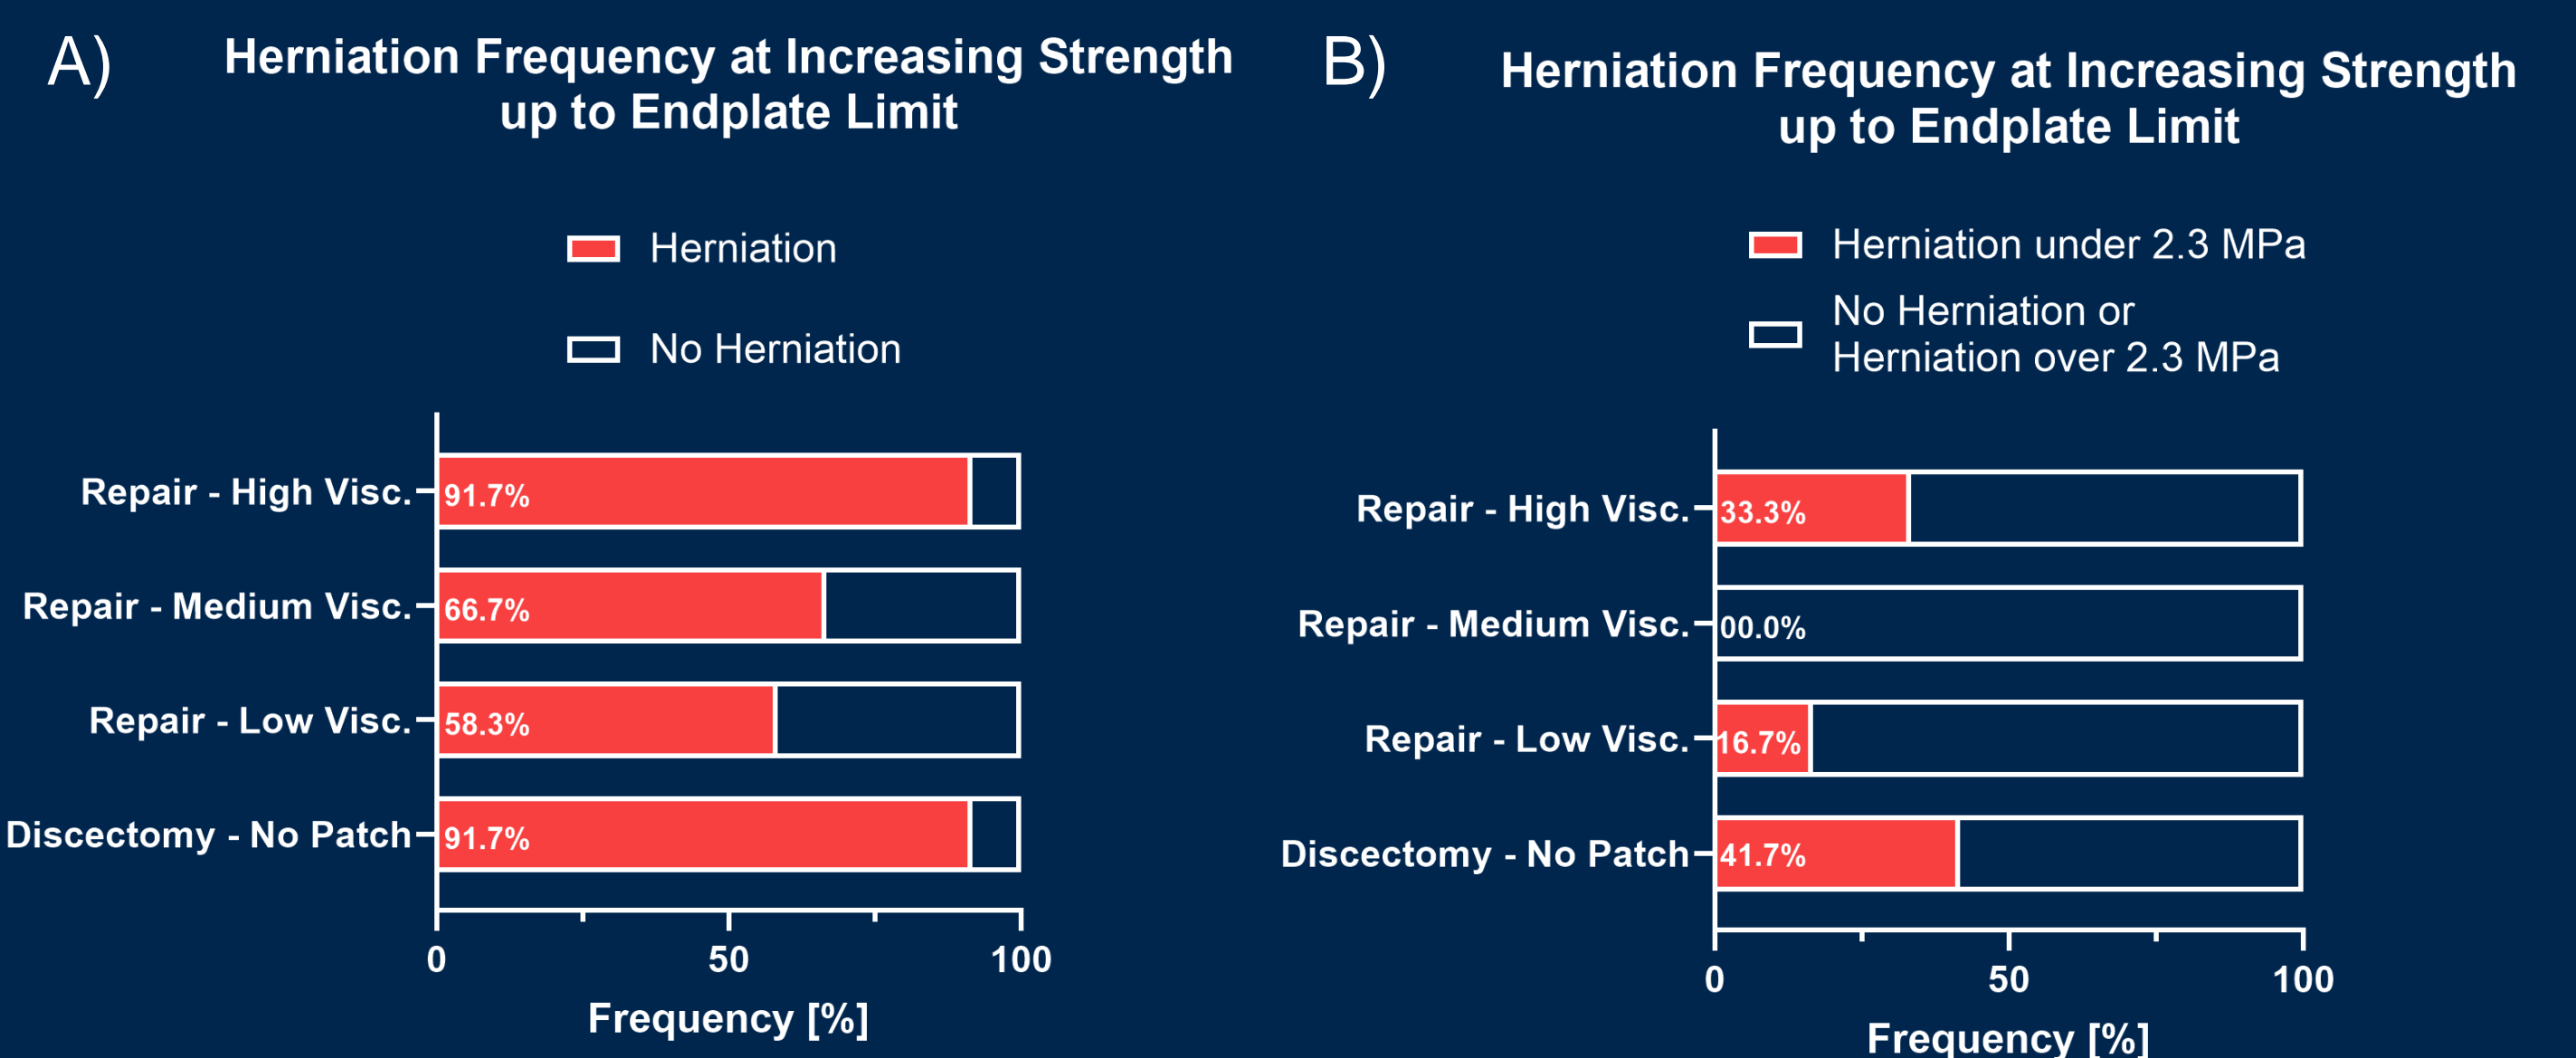 A)
Herniation Frequency at Increasing Strength
up to Endplate Limit
Herniation
No Herniation
Repair - High Visc.
91.7%
Repair - Medium Visc.
66.7%
Repair - Low Visc.
58.3%
Discectomy - No Patch
91.7%
0 50 100
Frequency [%]
B)
Herniation Frequency at Increasing Strength
up to Endplate Limit
Herniation under 2.3 MPa
No Herniation or
Herniation over 2.3 MPa
Repair - High Visc.
33.3%
Repair - Medium Visc.
00.0%
Repair - Low Visc.
16.7%
Discectomy - No Patch
41.7%
0 50 100
Frequency [%]